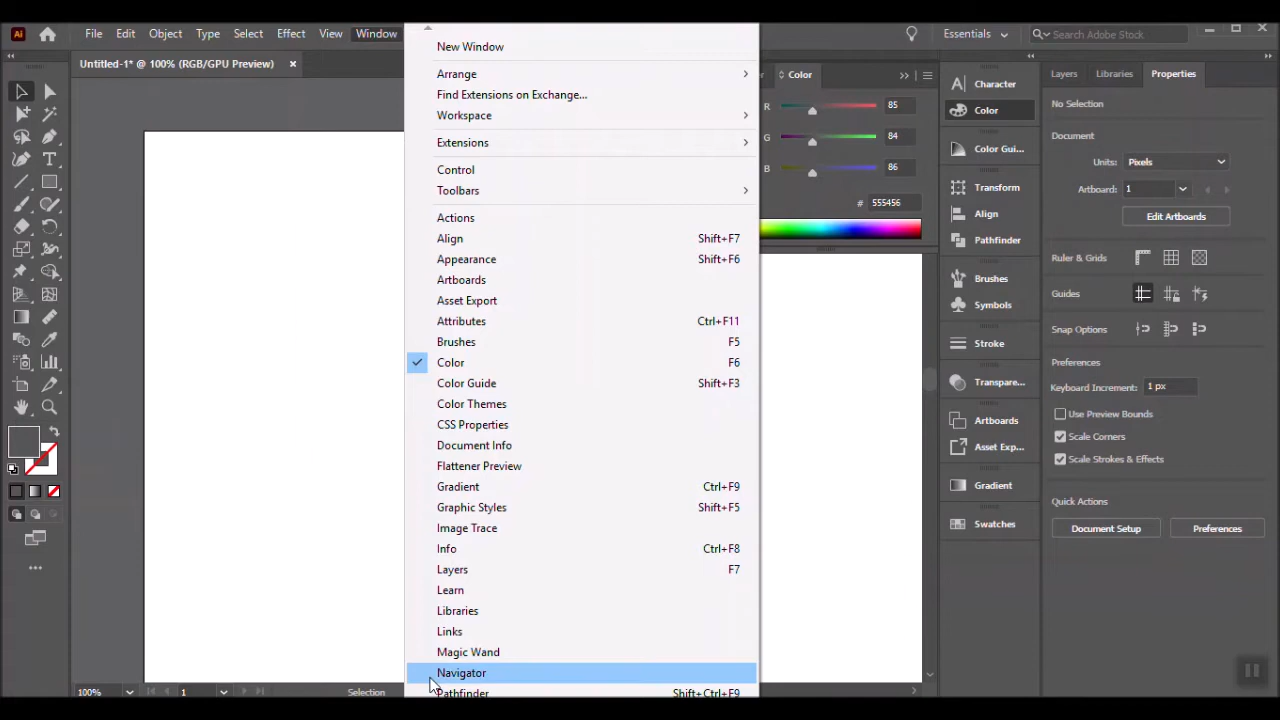 Ai File Edit Object Type Select Effect View Window Essentials Search Adobe Stock
Untitled-1* @ 100% (RGB/GPU Preview) ×
New Window
Arrange
Find Extensions on Exchange...
Workspace
Extensions
Control
Toolbars
Actions
Align Shift+F7
Appearance Shift+F6
Artboards
Asset Export
Attributes Ctrl+F11
Brushes F5
Color F6
Color Guide Shift+F3
Color Themes
CSS Properties
Document Info
Flattener Preview
Gradient Ctrl+F9
Graphic Styles Shift+F5
Image Trace
Info Ctrl+F8
Layers F7
Learn
Libraries
Links
Magic Wand
Navigator
Pathfinder Shift+Ctrl+F9
Color
R 85
G 84
B 86
# 555456
Character
Color
Color Gui...
Transform
Align
Pathfinder
Brushes
Symbols
Stroke
Transpare...
Artboards
Asset Exp...
Gradient
Swatches
Layers Libraries Properties
No Selection
Document
Units: Pixels
Artboard: 1
Edit Artboards
Ruler & Grids
Guides
Snap Options
Preferences
Keyboard Increment: 1 px
Use Preview Bounds
Scale Corners
Scale Strokes & Effects
Quick Actions
Document Setup Preferences
100% 1 Selection